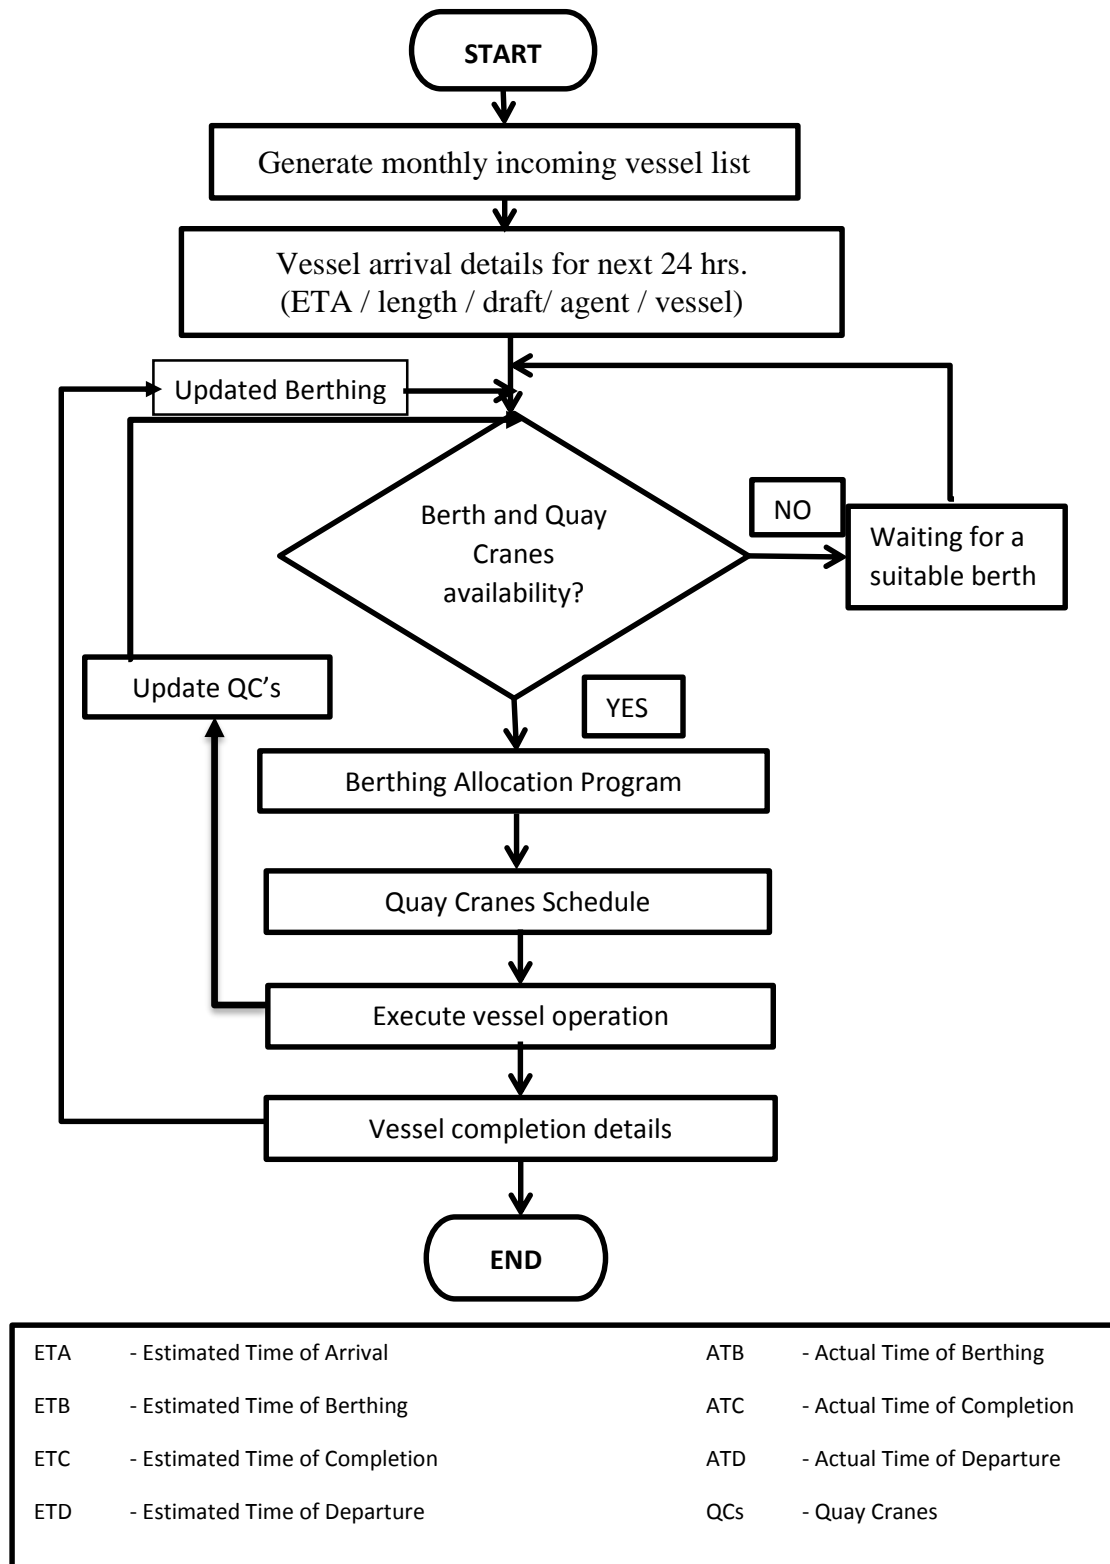 START
Generate monthly incoming vessel list
Vessel arrival details for next 24 hrs.
(ETA / length / draft/ agent / vessel)
Updated Berthing
Berth and Quay
Cranes
availability?
NO
Waiting for a
suitable berth
Update QC’s
YES
Berthing Allocation Program
Quay Cranes Schedule
Execute vessel operation
Vessel completion details
END
ETA - Estimated Time of Arrival ATB - Actual Time of Berthing
ETB - Estimated Time of Berthing ATC - Actual Time of Completion
ETC - Estimated Time of Completion ATD - Actual Time of Departure
ETD - Estimated Time of Departure QCs - Quay Cranes